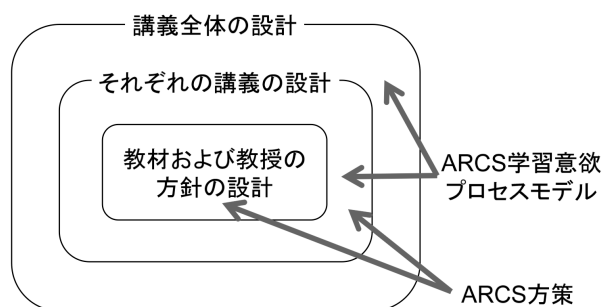 講義全体の設計
それぞれの講義の設計
教材および教授の
方針の設計
ARCS学習意欲
プロセスモデル
ARCS方策